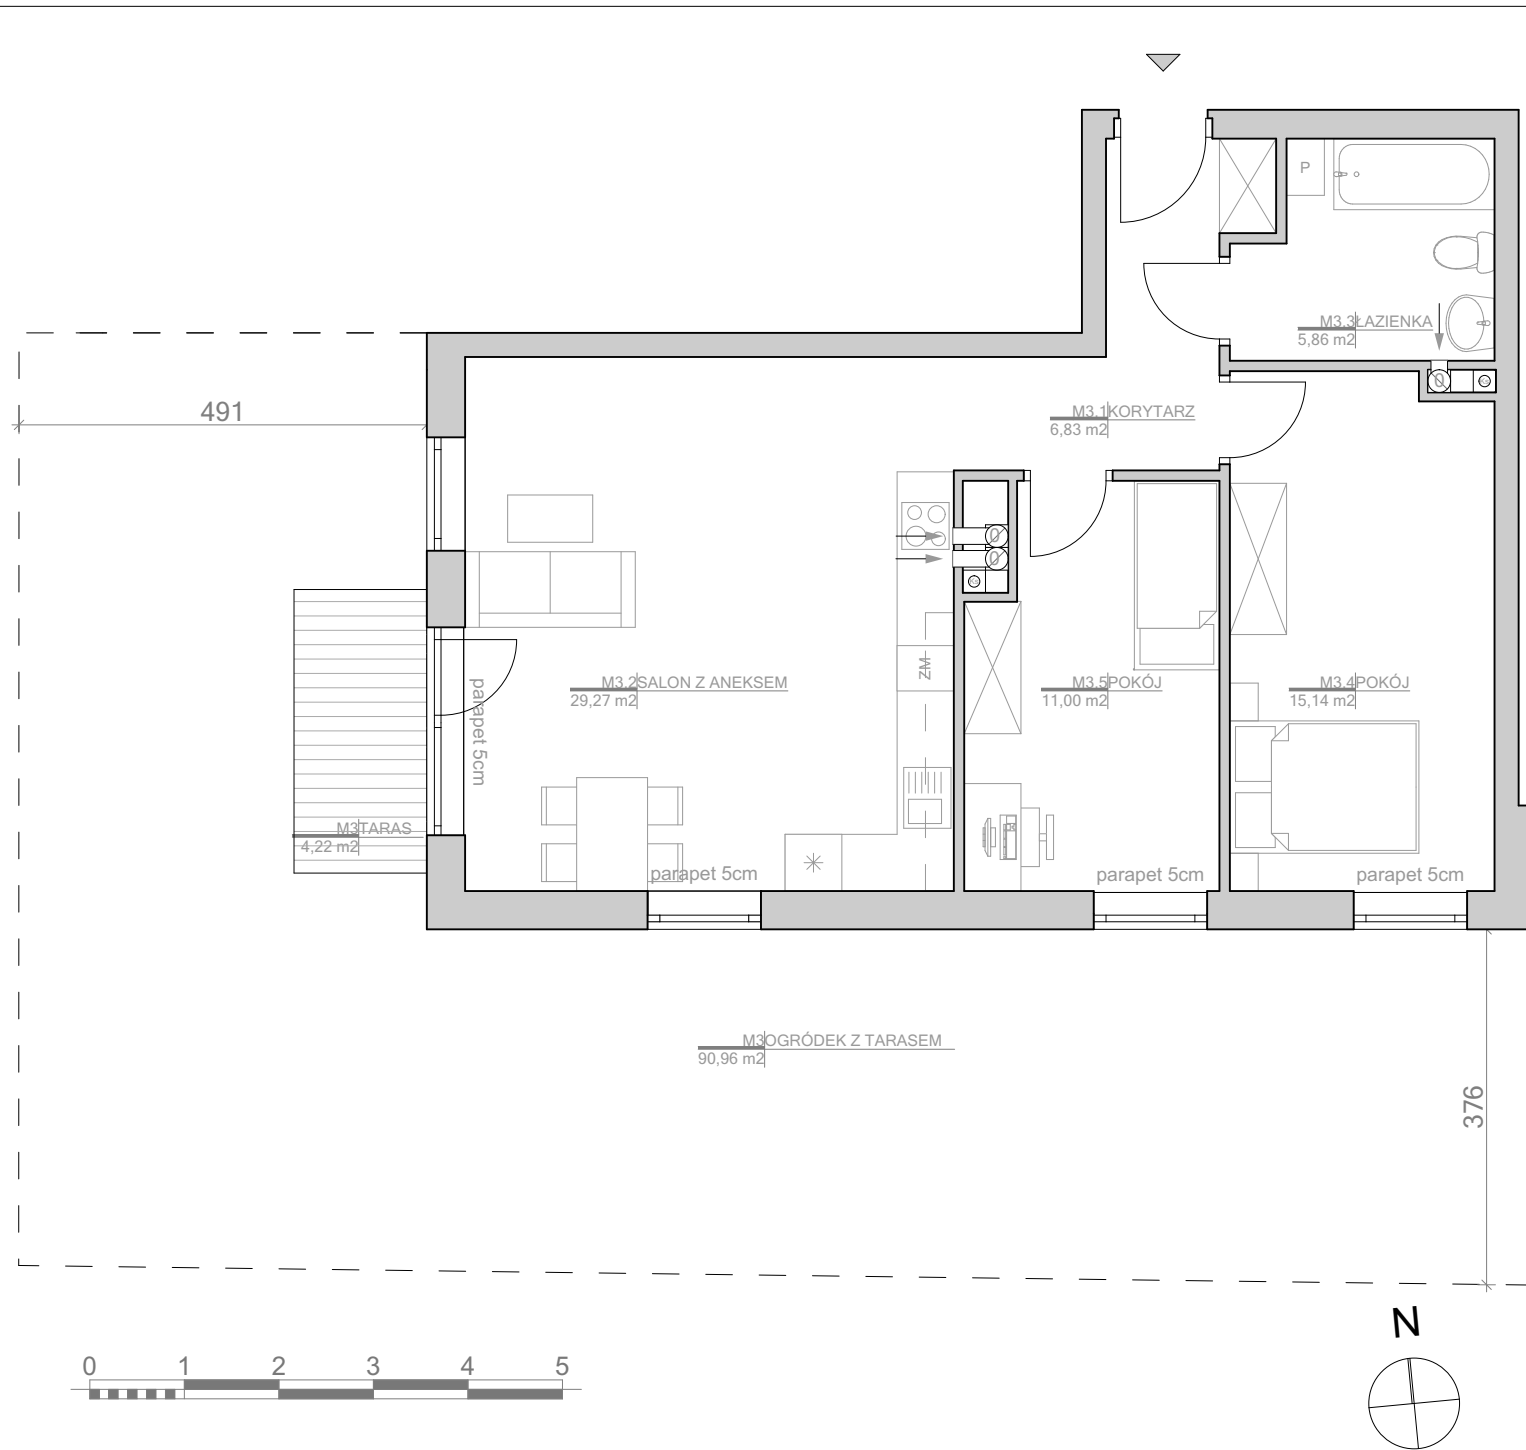 P
M3.3ŁAZIENKA
5,86 m2
491
M3.1KORYTARZ
6,83 m2
ZM
M3.2SALON Z ANEKSEM
29,27 m2
parapet 5cm
M3.5POKÓJ
11,00 m2
M3.4POKÓJ
15,14 m2
M3TARAS
4,22 m2
parapet 5cm
parapet 5cm
parapet 5cm
M3OGRÓDEK Z TARASEM
90,96 m2
376
N
0 1 2 3 4 5